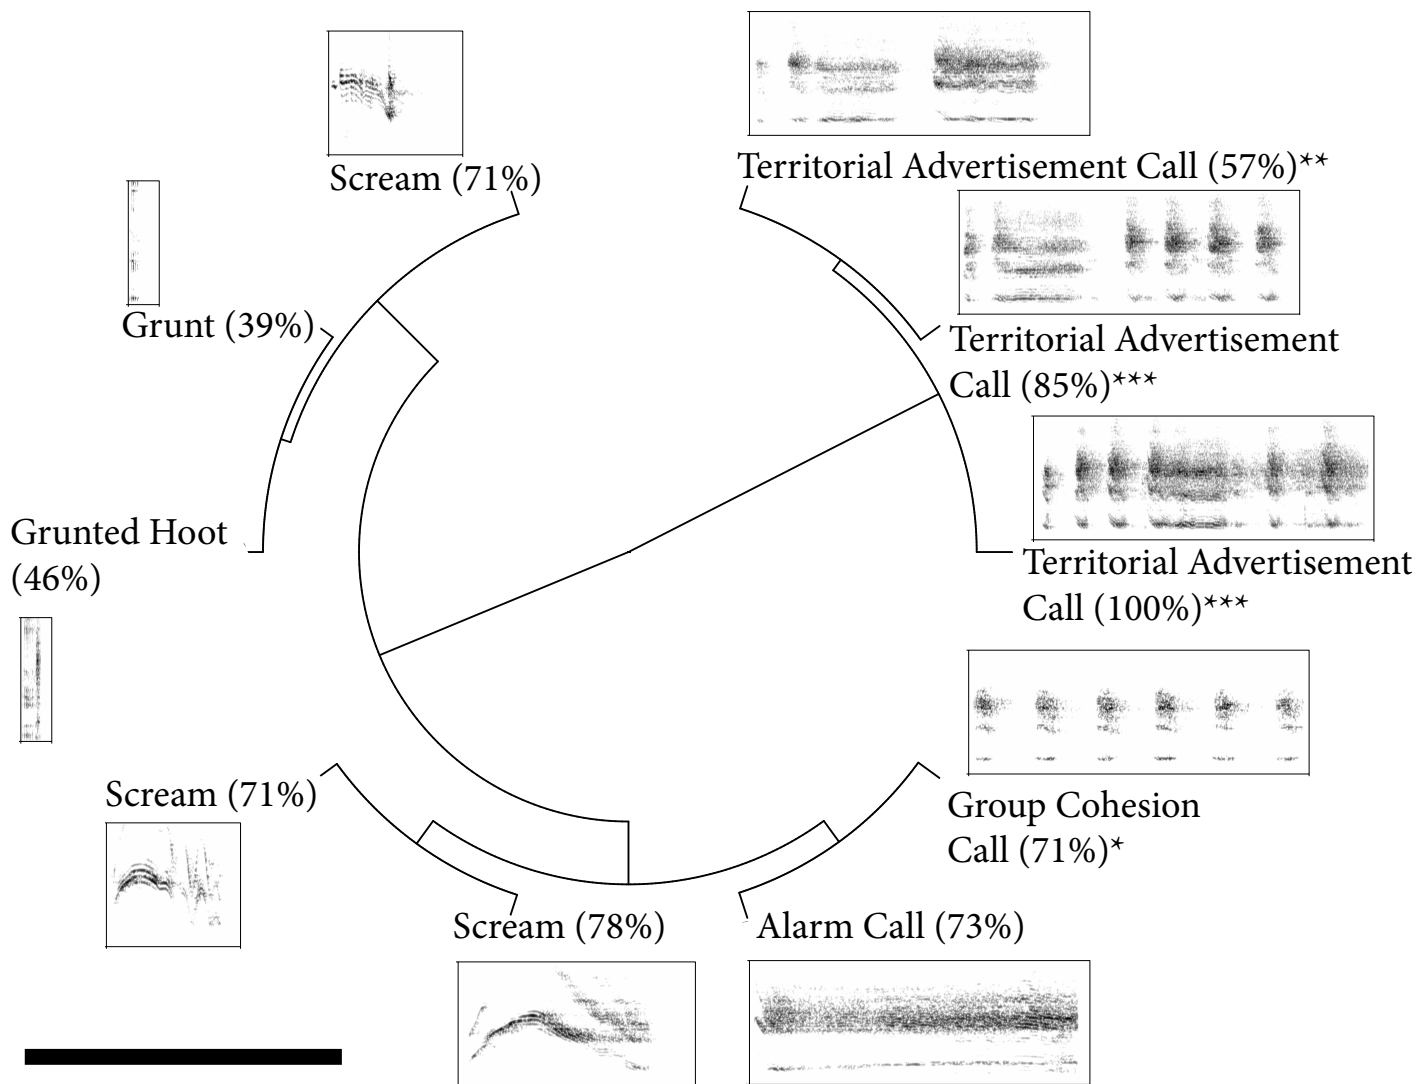 Scream (71%)
Territorial Advertisement Call (57%)**
Grunt (39%)
Territorial Advertisement
Call (85%)***
Grunted Hoot
(46%)
Territorial Advertisement
Call (100%)***
Scream (71%)
Group Cohesion
Call (71%)*
Scream (78%)
Alarm Call (73%)